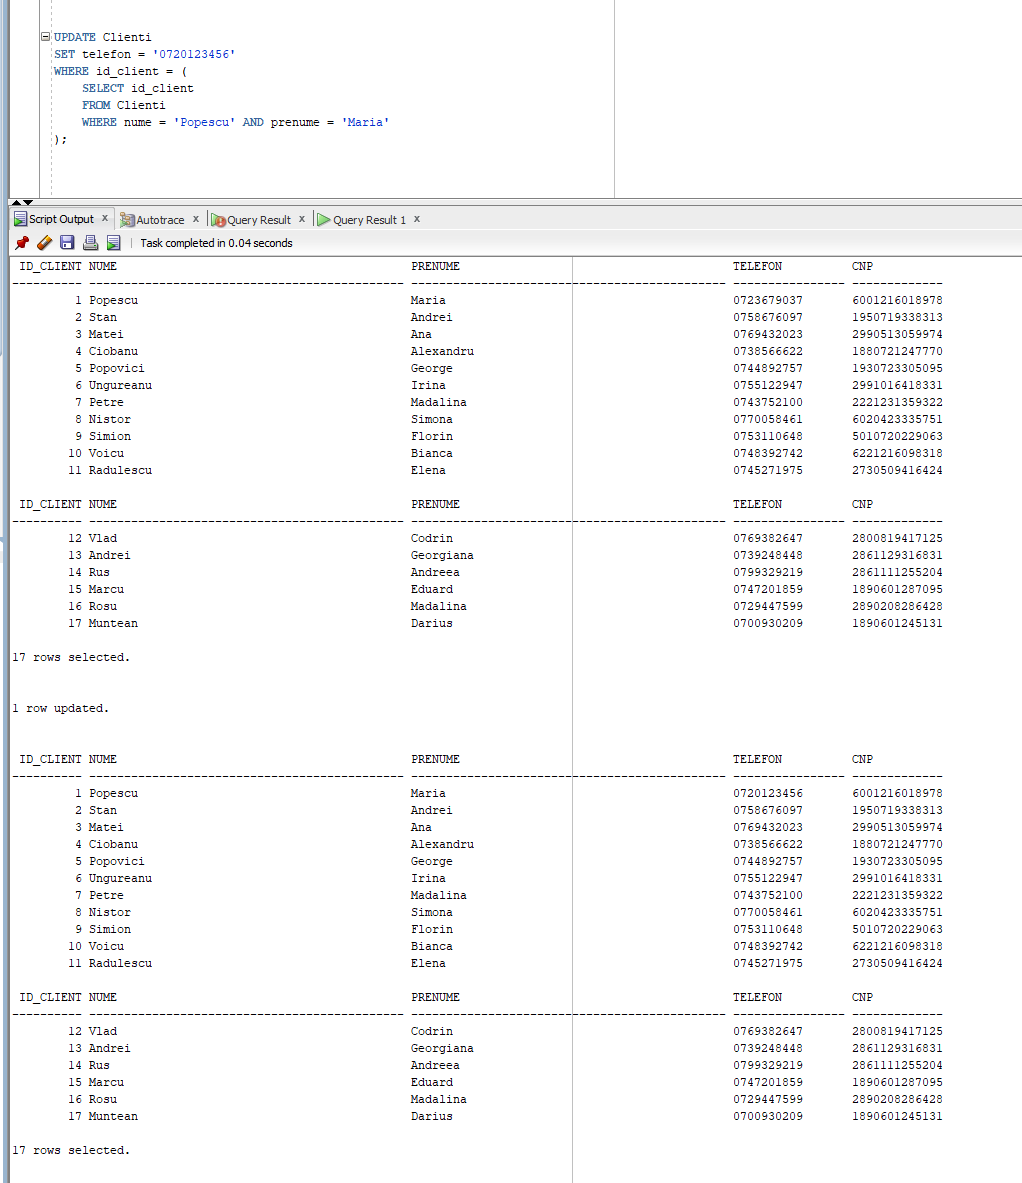 UPDATE Clienti
SET telefon = '0720123456'
WHERE id_client = (
    SELECT id_client
    FROM Clienti
    WHERE nume = 'Popescu' AND prenume = 'Maria'
);
Script Output x Autotrace x Query Result x Query Result 1 x
Task completed in 0.04 seconds
ID_CLIENT NUME PRENUME TELEFON CNP
---------- --------------------------------------------- --------------------------------------------- ---------------- -------------
1 Popescu Maria 0723679037 6001216018978
2 Stan Andrei 0758676097 1950719338313
3 Matei Ana 0769432023 2990513059974
4 Ciobanu Alexandru 0738566622 1880721247770
5 Popovici George 0744892757 1930723305095
6 Ungureanu Irina 0755122947 2991016418331
7 Petre Madalina 0743752100 2221231359322
8 Nistor Simona 0770058461 6020423335751
9 Simion Florin 0753110648 5010720229063
10 Voicu Bianca 0748392742 6221216098318
11 Radulescu Elena 0745271975 2730509416424
ID_CLIENT NUME PRENUME TELEFON CNP
---------- --------------------------------------------- --------------------------------------------- ---------------- -------------
12 Vlad Codrin 0769382647 2800819417125
13 Andrei Georgiana 0739248448 2861129316831
14 Rus Andreea 0799329219 2861111255204
15 Marcu Eduard 0747201859 1890601287095
16 Rosu Madalina 0729447599 2890208286428
17 Muntean Darius 0700930209 1890601245131
17 rows selected.
1 row updated.
ID_CLIENT NUME PRENUME TELEFON CNP
---------- --------------------------------------------- --------------------------------------------- ---------------- -------------
1 Popescu Maria 0720123456 6001216018978
2 Stan Andrei 0758676097 1950719338313
3 Matei Ana 0769432023 2990513059974
4 Ciobanu Alexandru 0738566622 1880721247770
5 Popovici George 0744892757 1930723305095
6 Ungureanu Irina 0755122947 2991016418331
7 Petre Madalina 0743752100 2221231359322
8 Nistor Simona 0770058461 6020423335751
9 Simion Florin 0753110648 5010720229063
10 Voicu Bianca 0748392742 6221216098318
11 Radulescu Elena 0745271975 2730509416424
ID_CLIENT NUME PRENUME TELEFON CNP
---------- --------------------------------------------- --------------------------------------------- ---------------- -------------
12 Vlad Codrin 0769382647 2800819417125
13 Andrei Georgiana 0739248448 2861129316831
14 Rus Andreea 0799329219 2861111255204
15 Marcu Eduard 0747201859 1890601287095
16 Rosu Madalina 0729447599 2890208286428
17 Muntean Darius 0700930209 1890601245131
17 rows selected.